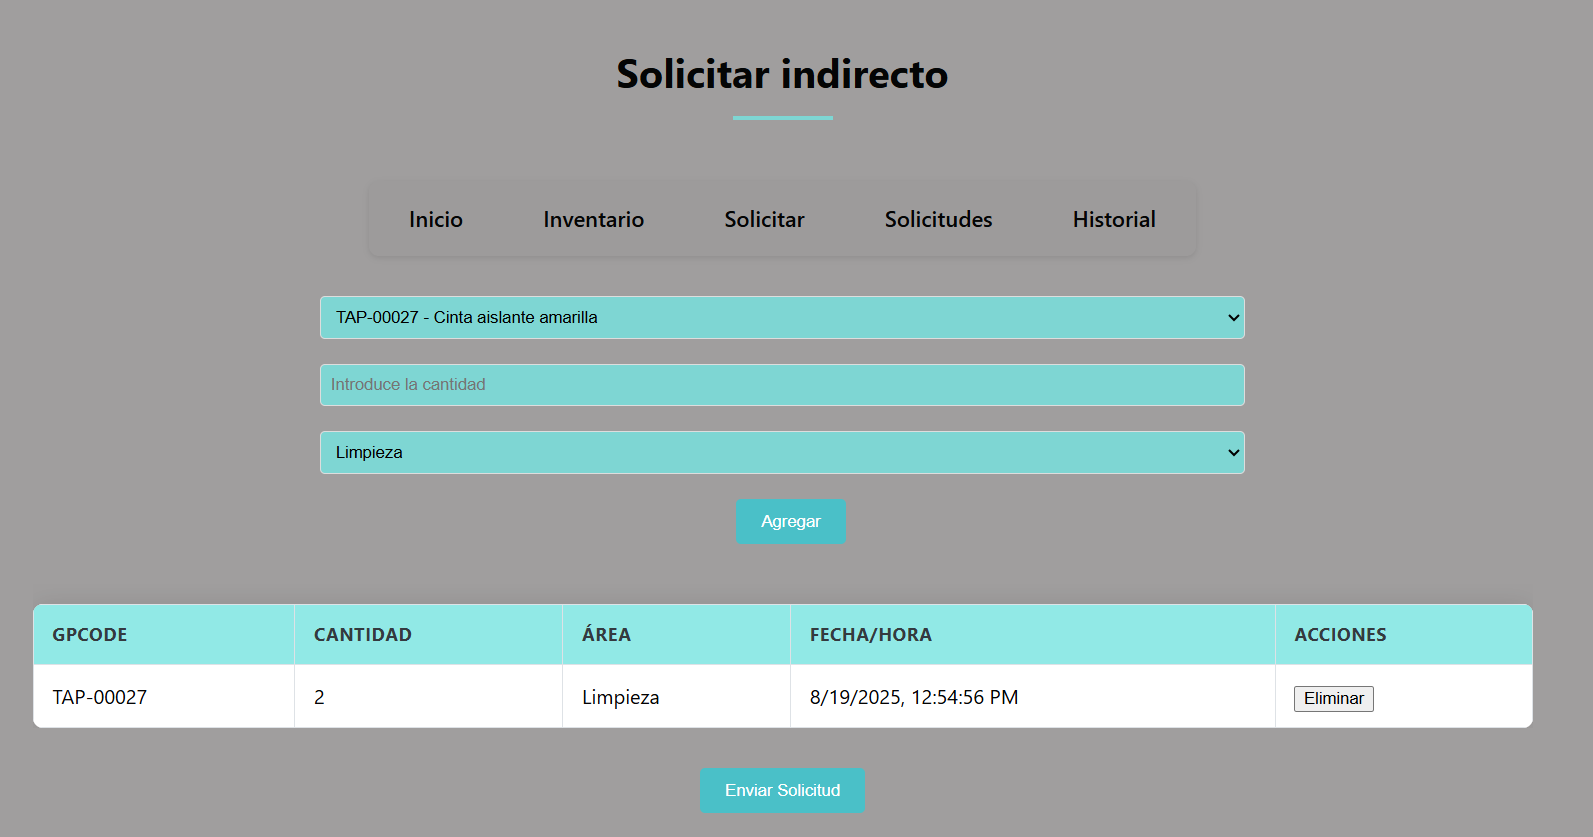 Solicitar indirecto
Inicio Inventario Solicitar Solicitudes Historial
TAP-00027 - Cinta aislante amarilla
Introduce la cantidad
Limpieza
Agregar
GPCODE CANTIDAD ÁREA FECHA/HORA ACCIONES
TAP-00027 2 Limpieza 8/19/2025, 12:54:56 PM Eliminar
Enviar Solicitud